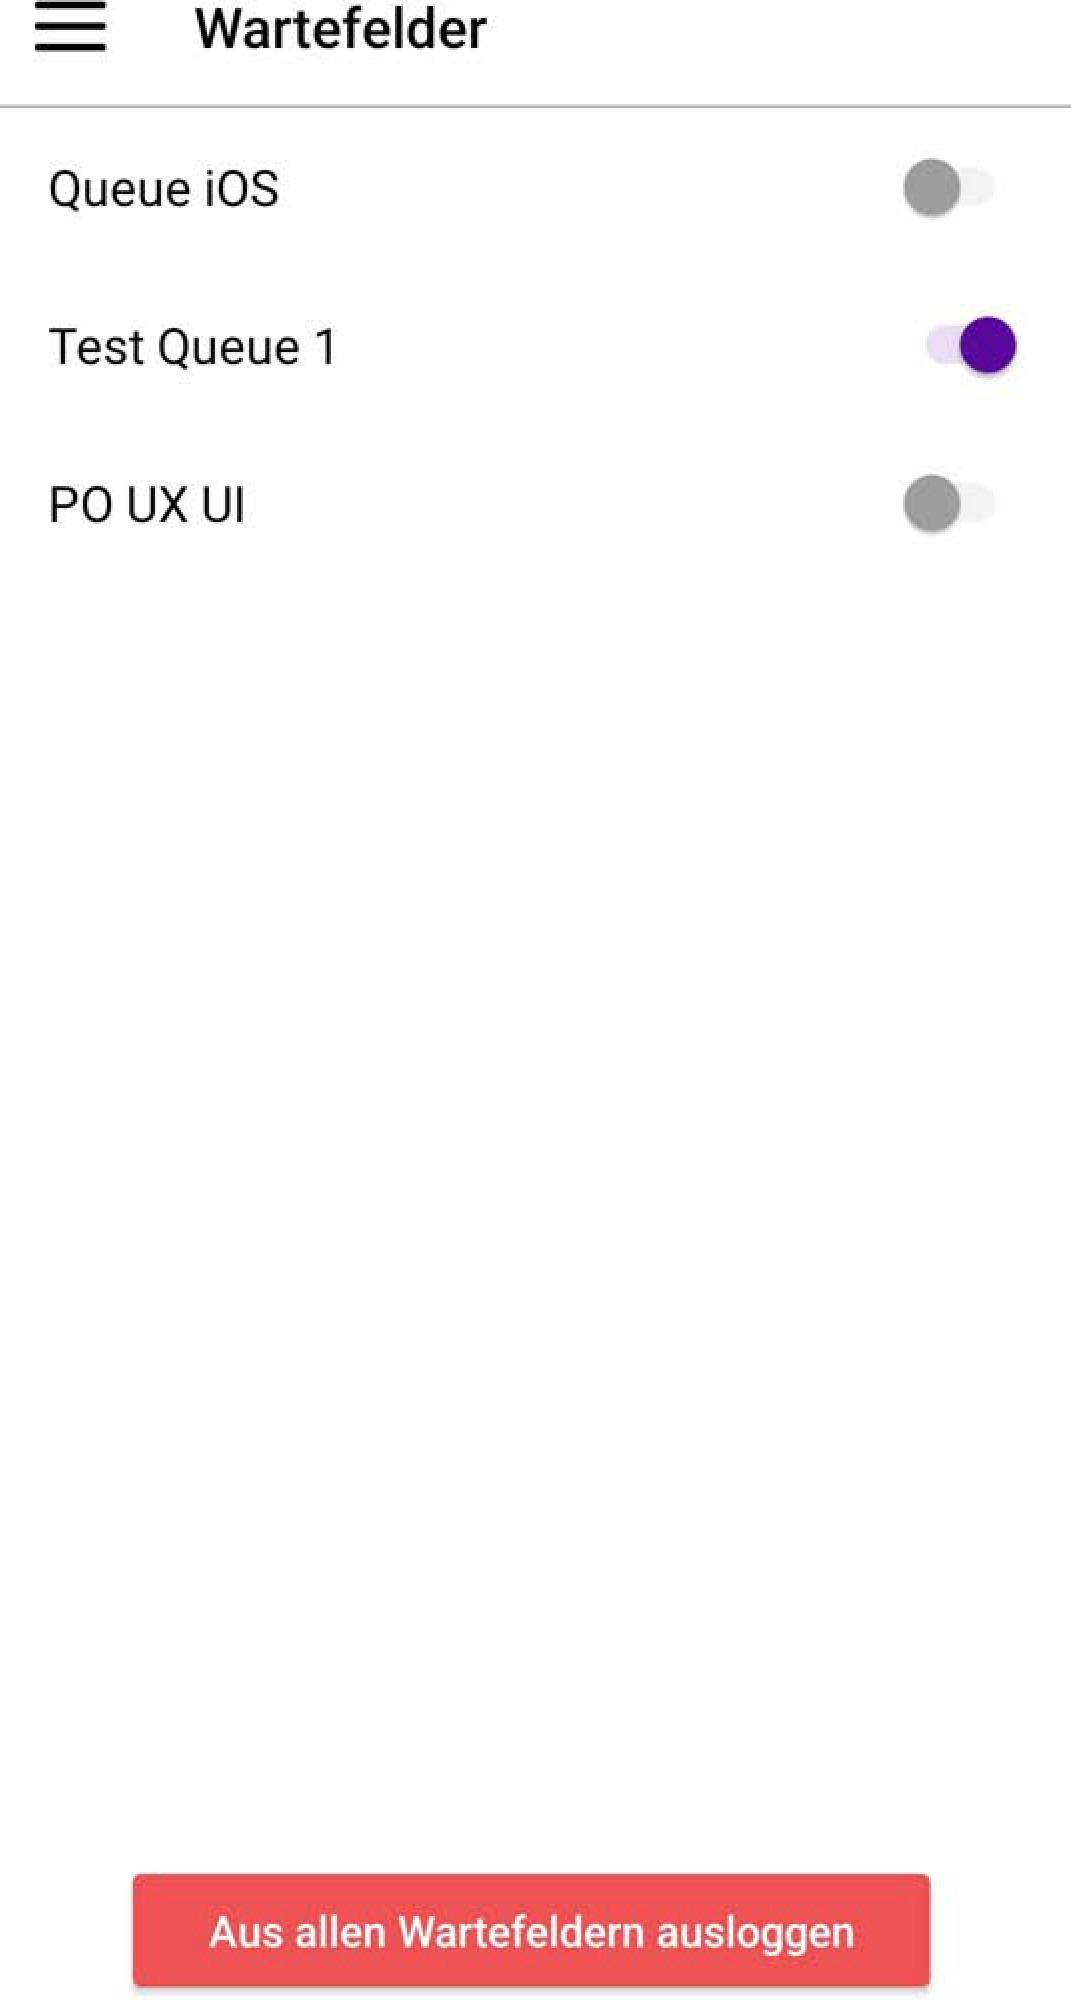 Wartefelder
Queue iOS
Test Queue 1
PO UX UI
Aus allen Wartefeldern ausloggen